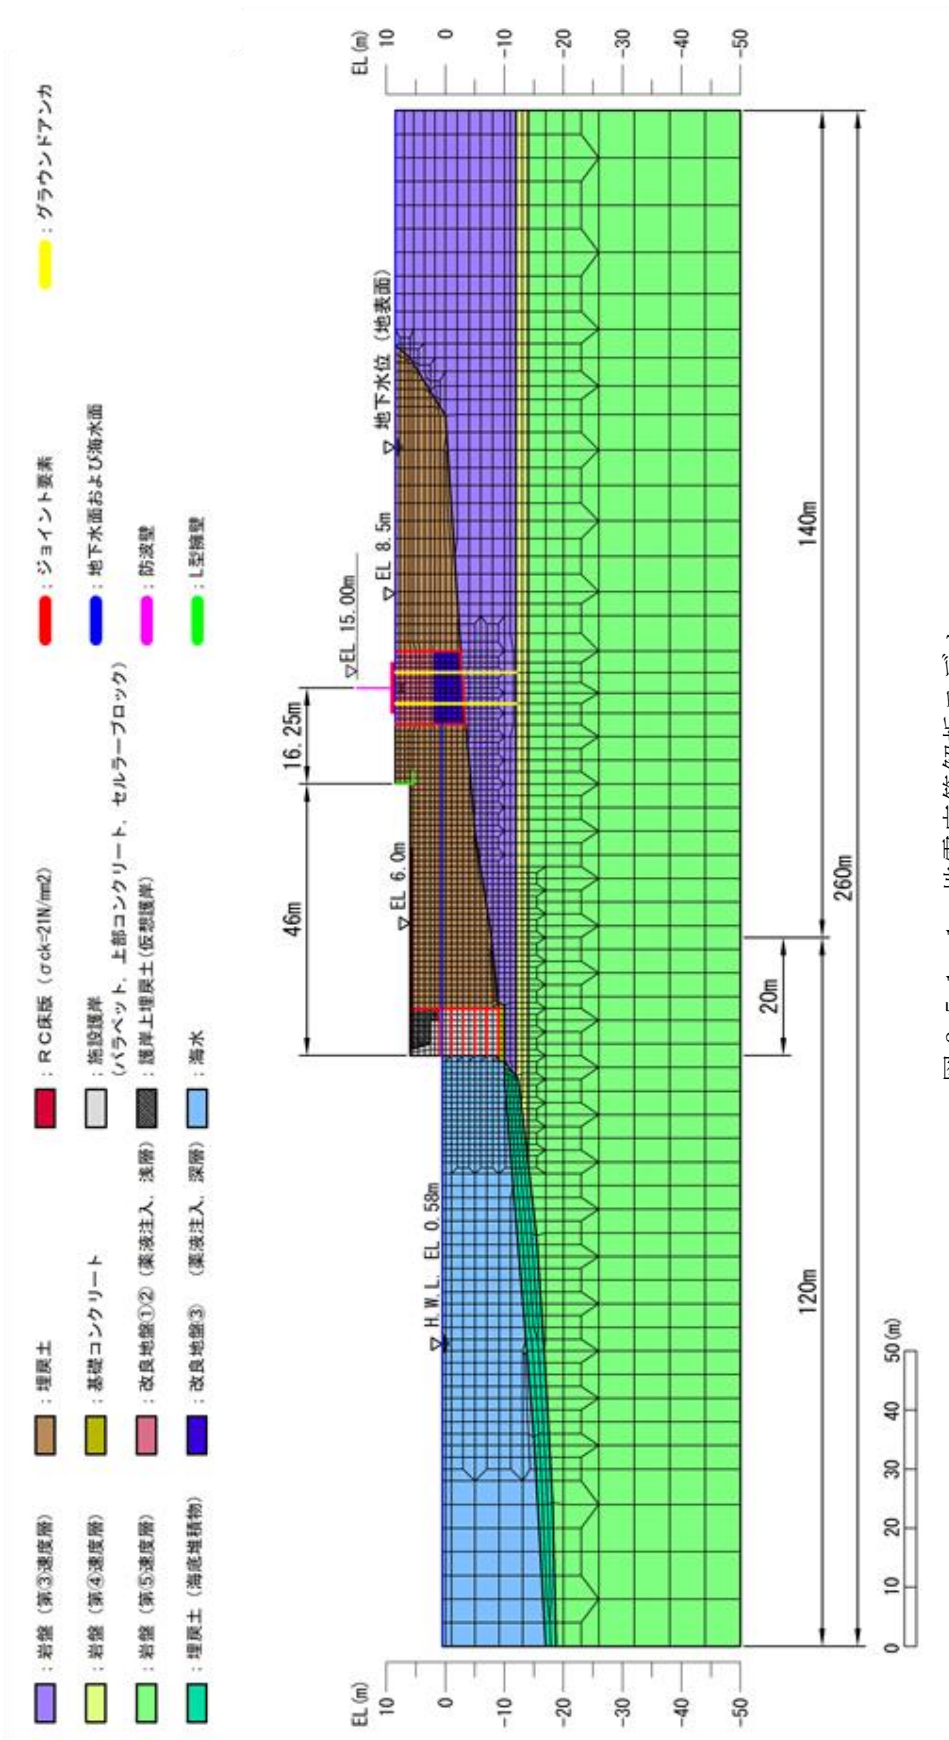 ：岩盤（第③速度層） ：埋戻土 ：RC床版（σck=21N/mm2） ：ジョイント要素 ：グラウンドアンカ
：岩盤（第④速度層） ：基礎コンクリート ：施設護岸 ：地下水面および海水面
（パラペット，上部コンクリート，セルラーブロック）
：岩盤（第⑤速度層） ：改良地盤①②（薬液注入，浅層） ：護岸上埋戻土（仮想護岸） ：防波壁
：埋戻土（海底堆積物） ：改良地盤③ （薬液注入，深層） ：海水 ：L型擁壁
46m 16.25m
▽EL 15.00m
EL(m) EL(m)
10 10
0 0
-10 -10
-20 -20
-30 -30
-40 -40
-50 -50
▽ H.W.L. EL 0.58m
▽ EL 6.0m
▽ EL 8.5m
▽ 地下水位（地表面）
20m
120m 140m
260m
0 10 20 30 40 50(m)